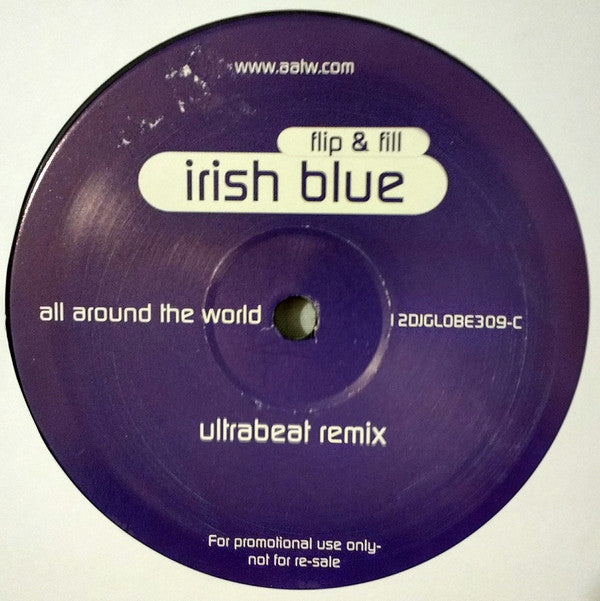 www.aatw.com
flip & fill
irish blue
all around the world
12DJGLOBE309-C
ultrabeat remix
For promotional use only-
not for re-sale